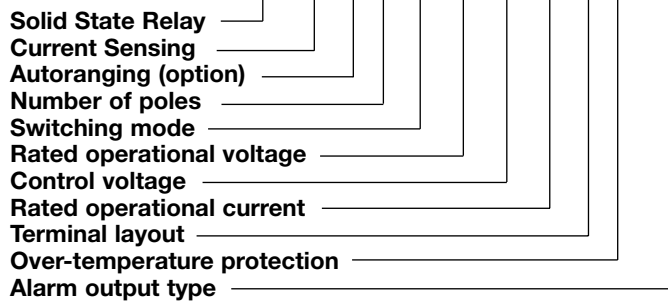 Solid State Relay
Current Sensing
Autoranging (option)
Number of poles
Switching mode
Rated operational voltage
Control voltage
Rated operational current
Terminal layout
Over-temperature protection
Alarm output type